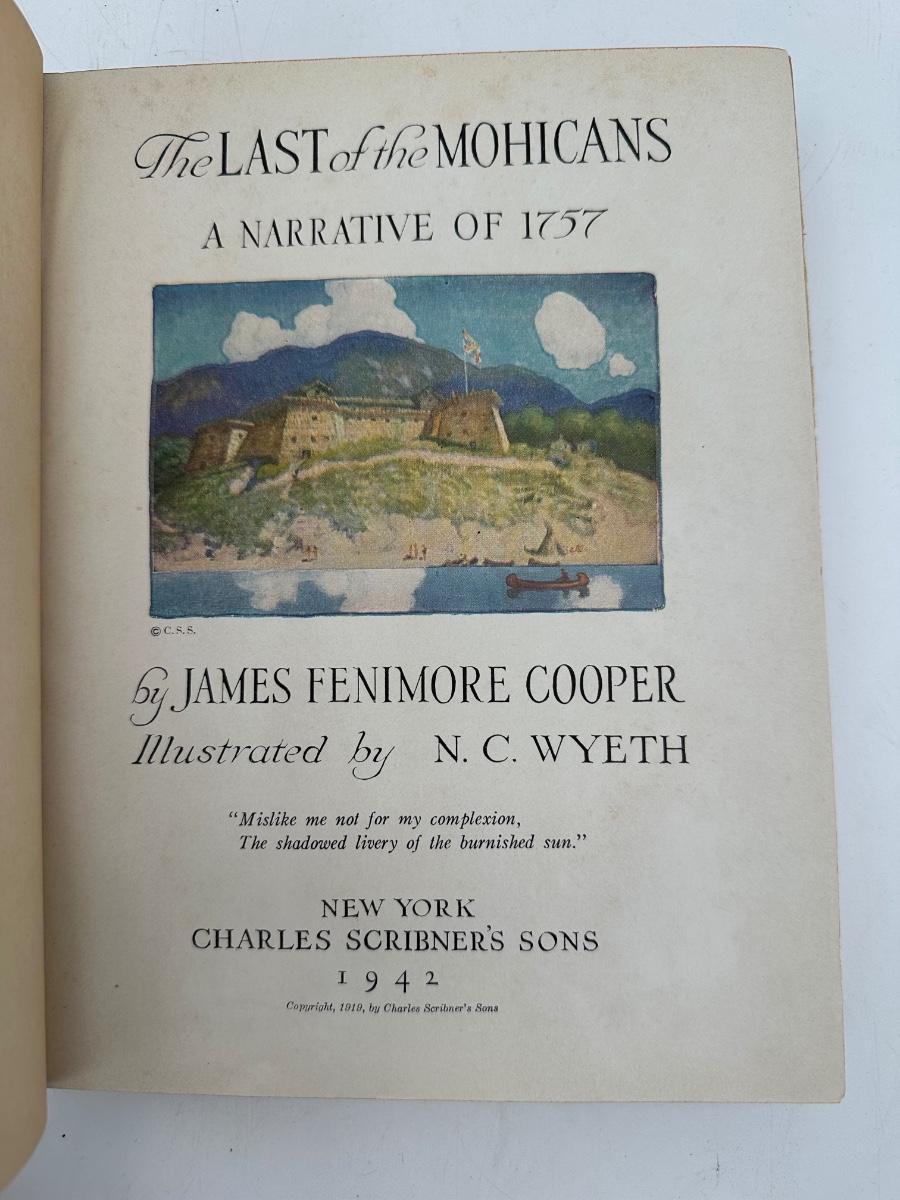 The LAST of the MOHICANS
A NARRATIVE OF 1757
© C.S.S.
by JAMES FENIMORE COOPER
Illustrated by N. C. WYETH
"Mislike me not for my complexion,
The shadowed livery of the burnished sun."
NEW YORK
CHARLES SCRIBNER'S SONS
1942
Copyright, 1919, by Charles Scribner's Sons